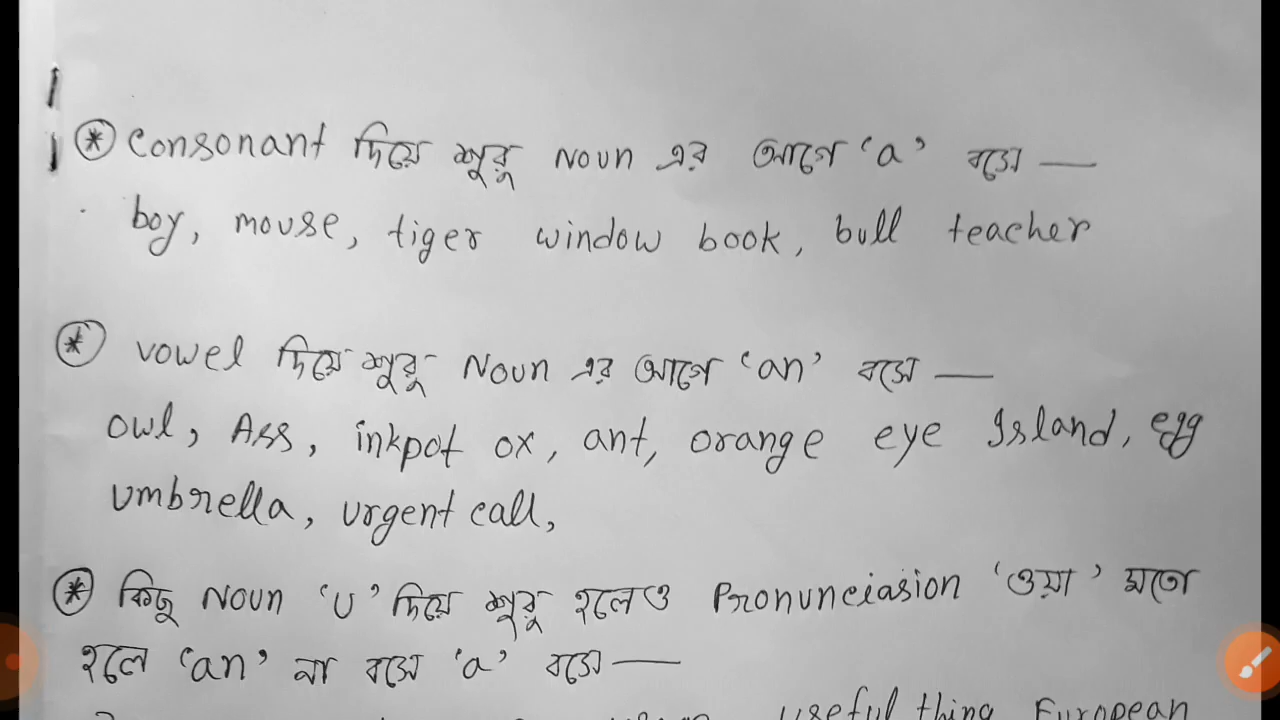 * Consonant দিয়ে শুরু Noun এর আগে ‘a’ বসে —
boy, mouse, tiger window book, bull teacher
* vowel দিয়ে শুরু Noun এর আগে ‘an’ বসে —
owl, Ass, inkpot ox, ant, orange eye Island, egg
Umbrella, urgent call,
* কিছু Noun ‘U’ দিয়ে শুরু হলেও Pronunciasion ‘ওয়া’ মতো
হলে ‘an’ না বসে ‘a’ বসে —
useful thing European